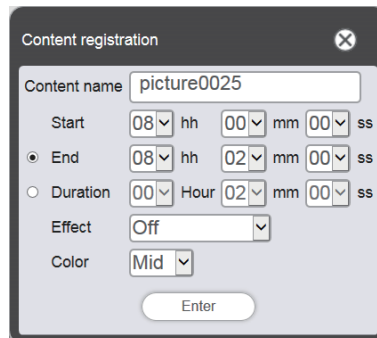 Content registration
Content name picture0025
Start 08 hh 00 mm 00 ss
End 08 hh 02 mm 00 ss
Duration 00 Hour 02 mm 00 ss
Effect Off
Color Mid
Enter